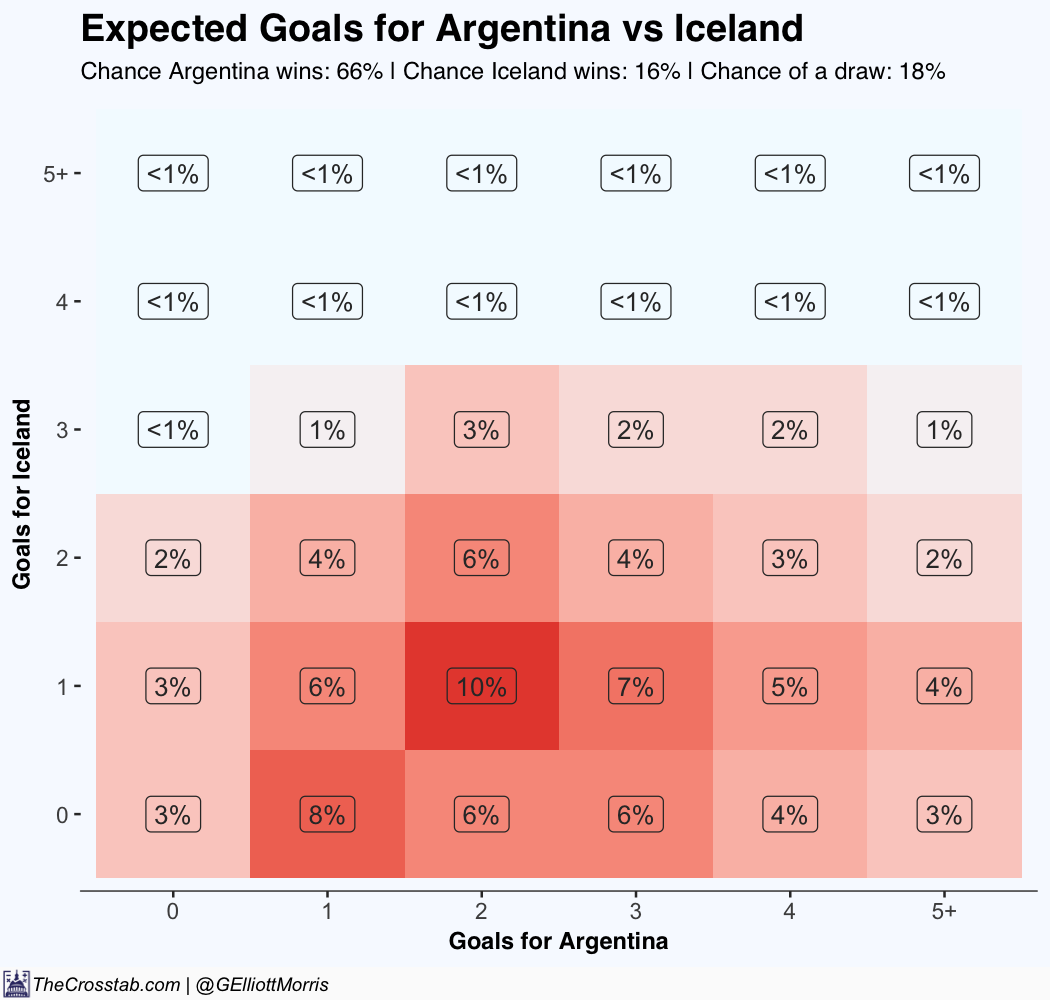 Expected Goals for Argentina vs Iceland
Chance Argentina wins: 66% | Chance Iceland wins: 16% | Chance of a draw: 18%
5+ <1% <1% <1% <1% <1% <1%
4 <1% <1% <1% <1% <1% <1%
3 <1% 1% 3% 2% 2% 1%
Goals for Iceland
2 2% 4% 6% 4% 3% 2%
1 3% 6% 10% 7% 5% 4%
0 3% 8% 6% 6% 4% 3%
0 1 2 3 4 5+
Goals for Argentina
TheCrosstab.com | @GElliottMorris